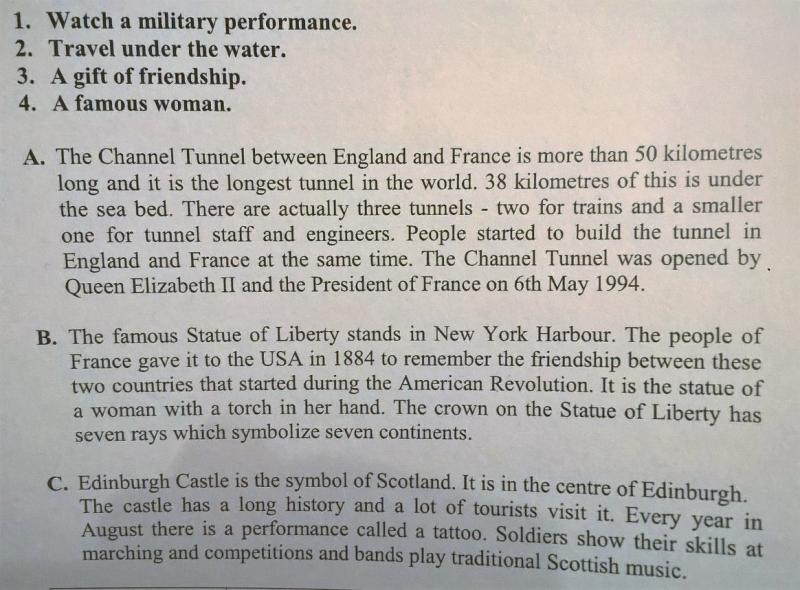 1. Watch a military performance.
2. Travel under the water.
3. A gift of friendship.
4. A famous woman.
A. The Channel Tunnel between England and France is more than 50 kilometres
long and it is the longest tunnel in the world. 38 kilometres of this is under
the sea bed. There are actually three tunnels - two for trains and a smaller
one for tunnel staff and engineers. People started to build the tunnel in
England and France at the same time. The Channel Tunnel was opened by
Queen Elizabeth II and the President of France on 6th May 1994.
B. The famous Statue of Liberty stands in New York Harbour. The people of
France gave it to the USA in 1884 to remember the friendship between these
two countries that started during the American Revolution. It is the statue of
a woman with a torch in her hand. The crown on the Statue of Liberty has
seven rays which symbolize seven continents.
C. Edinburgh Castle is the symbol of Scotland. It is in the centre of Edinburgh.
The castle has a long history and a lot of tourists visit it. Every year in
August there is a performance called a tattoo. Soldiers show their skills at
marching and competitions and bands play traditional Scottish music.